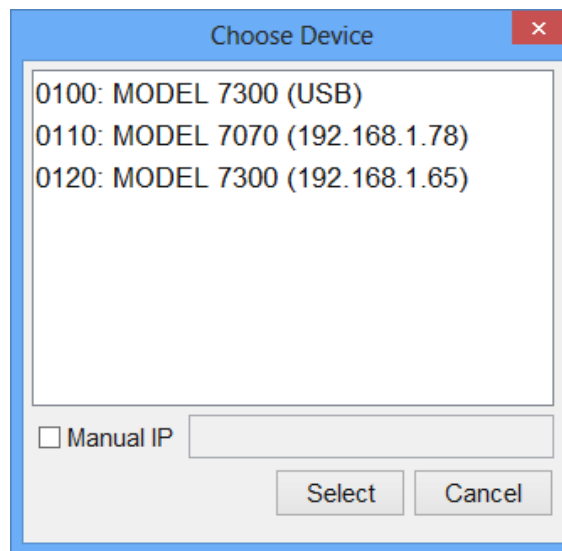 Choose Device
0100: MODEL 7300 (USB)
0110: MODEL 7070 (192.168.1.78)
0120: MODEL 7300 (192.168.1.65)
Manual IP
Select Cancel